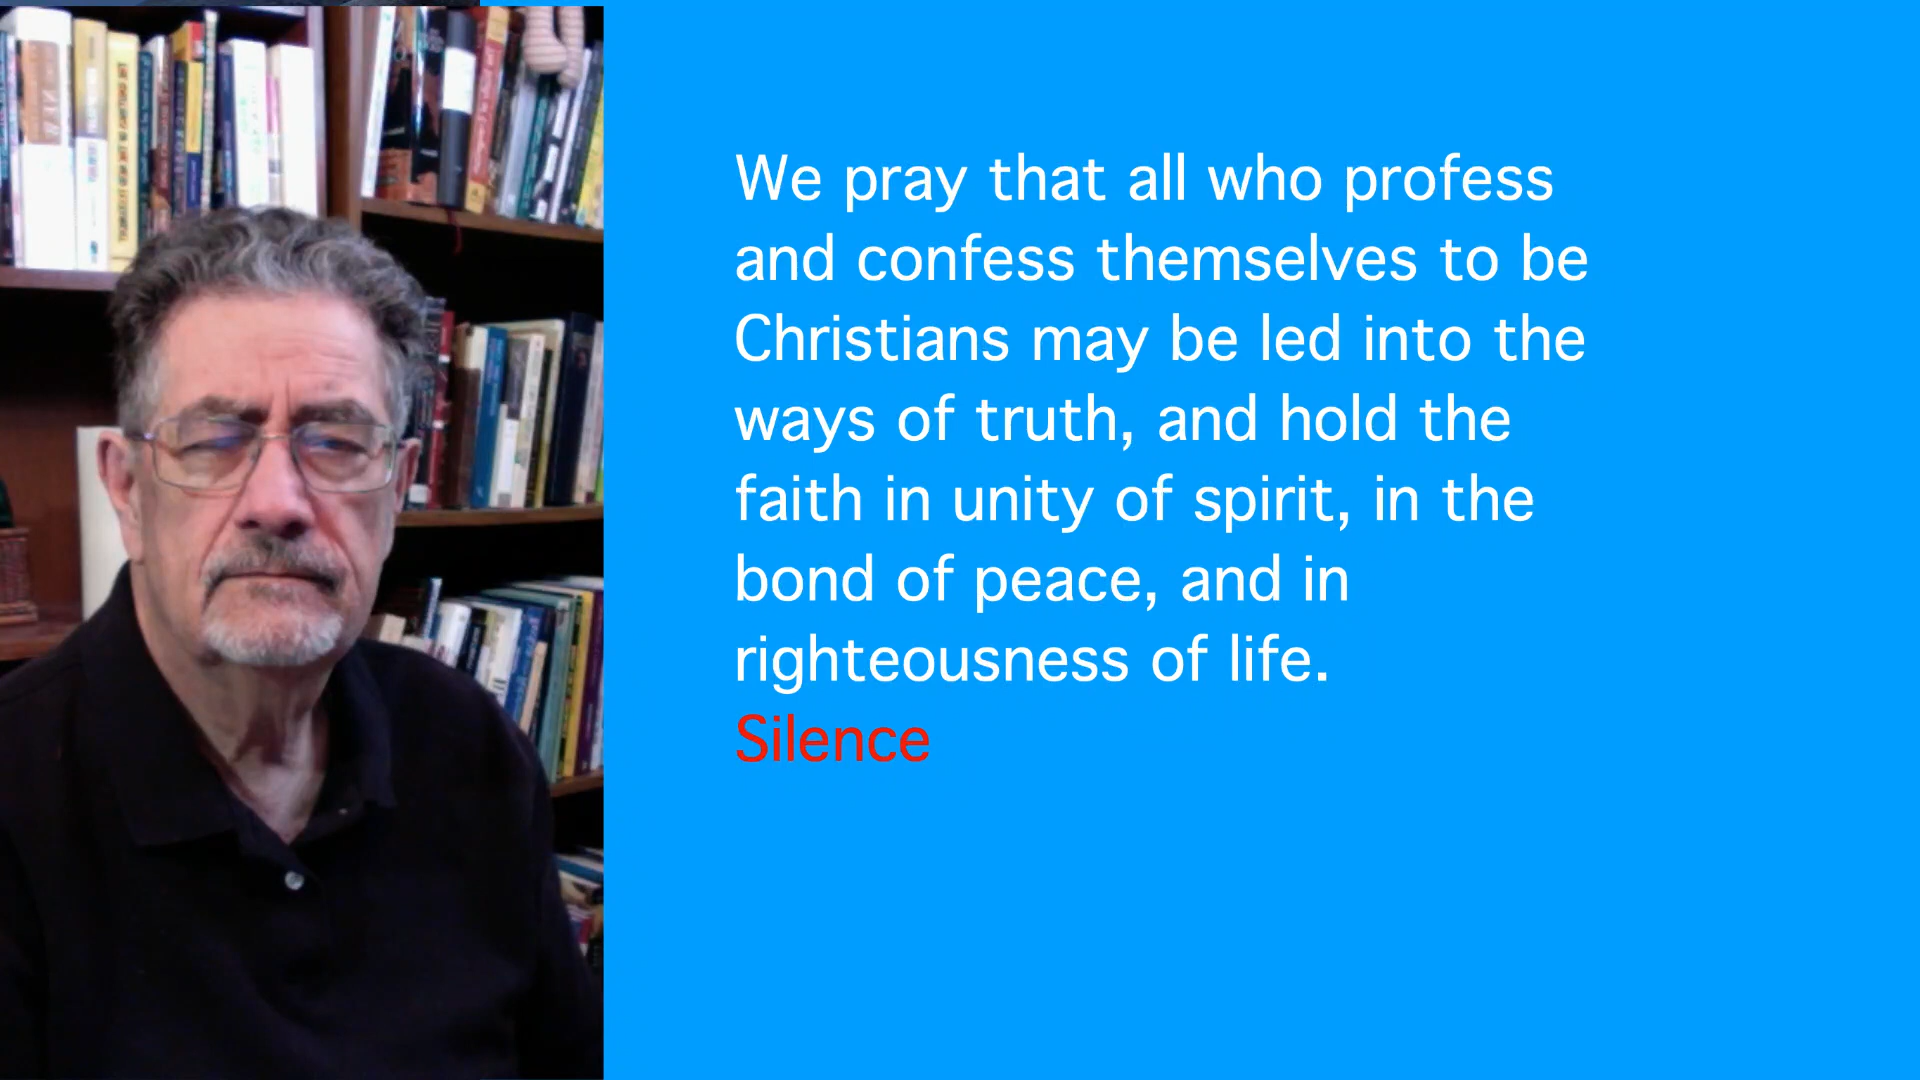 We pray that all who profess
and confess themselves to be
Christians may be led into the
ways of truth, and hold the
faith in unity of spirit, in the
bond of peace, and in
righteousness of life.
Silence